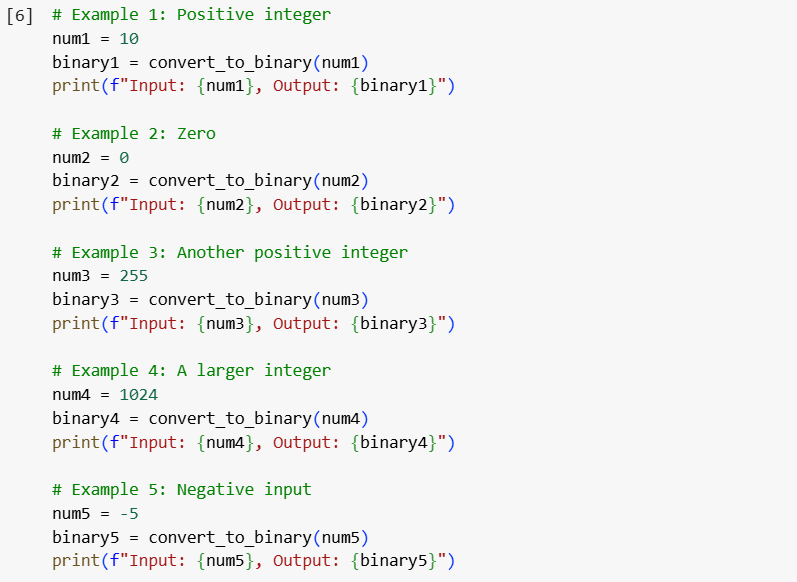 [6] # Example 1: Positive integer
num1 = 10
binary1 = convert_to_binary(num1)
print(f"Input: {num1}, Output: {binary1}")

# Example 2: Zero
num2 = 0
binary2 = convert_to_binary(num2)
print(f"Input: {num2}, Output: {binary2}")

# Example 3: Another positive integer
num3 = 255
binary3 = convert_to_binary(num3)
print(f"Input: {num3}, Output: {binary3}")

# Example 4: A larger integer
num4 = 1024
binary4 = convert_to_binary(num4)
print(f"Input: {num4}, Output: {binary4}")

# Example 5: Negative input
num5 = -5
binary5 = convert_to_binary(num5)
print(f"Input: {num5}, Output: {binary5}")